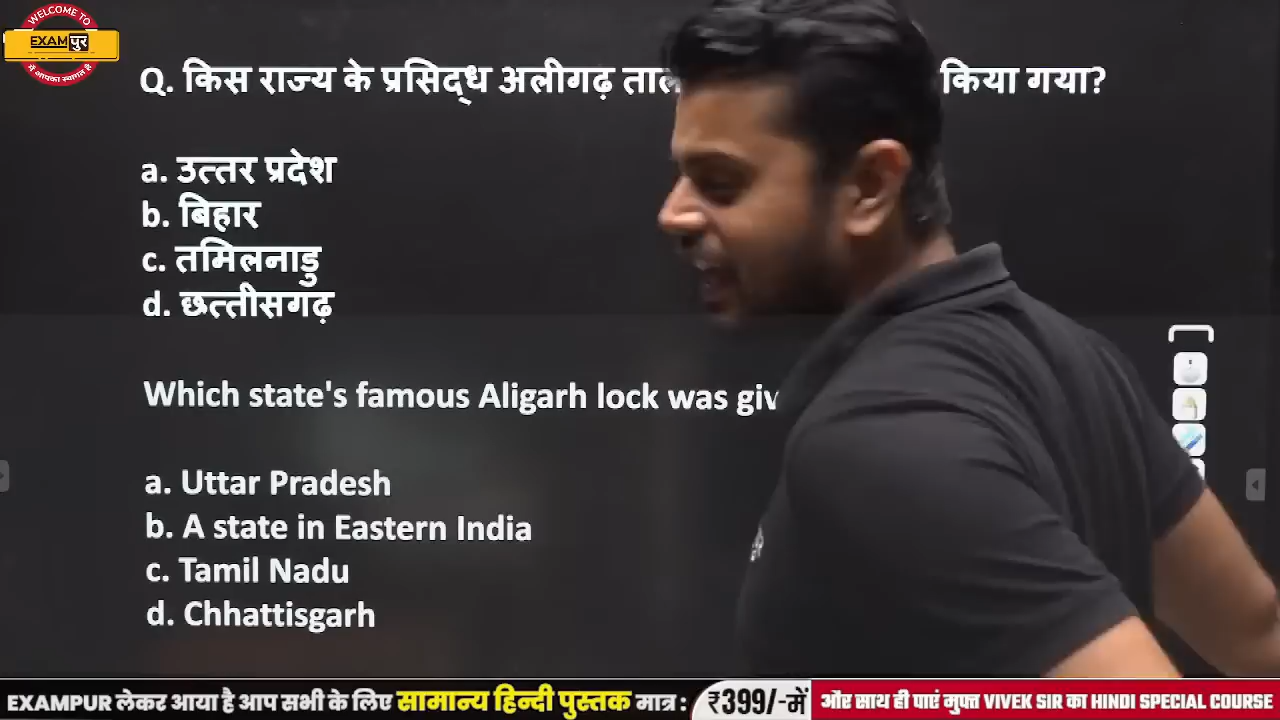 WELCOME TO
EXAMपुर
में आपका स्वागत है
Q. किस राज्य के प्रसिद्ध अलीगढ़ किया गया?
a. उत्तर प्रदेश
b. बिहार
c. तमिलनाडु
d. छत्तीसगढ़
Which state's famous Aligarh lock was
a. Uttar Pradesh
b. A state in Eastern India
c. Tamil Nadu
d. Chhattisgarh
EXAMPUR लेकर आया है आप सभी के लिए सामान्य हिन्दी पुस्तक मात्र : ₹399/-में और साथ ही पाएं मुफ्त VIVEK SIR का HINDI SPECIAL COURSE